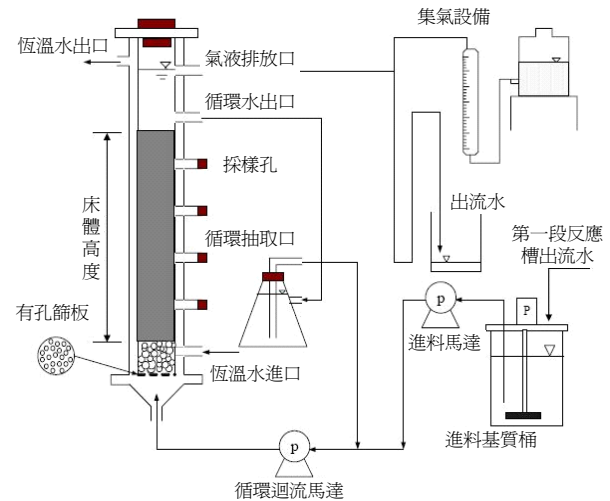 集氣設備
恆溫水出口
氣液排放口
循環水出口
採樣孔
床體高度
出流水
第一段反應
槽出流水
循環抽取口
P
p
有孔篩板
進料馬達
恆溫水進口
進料基質桶
p
循環迴流馬達